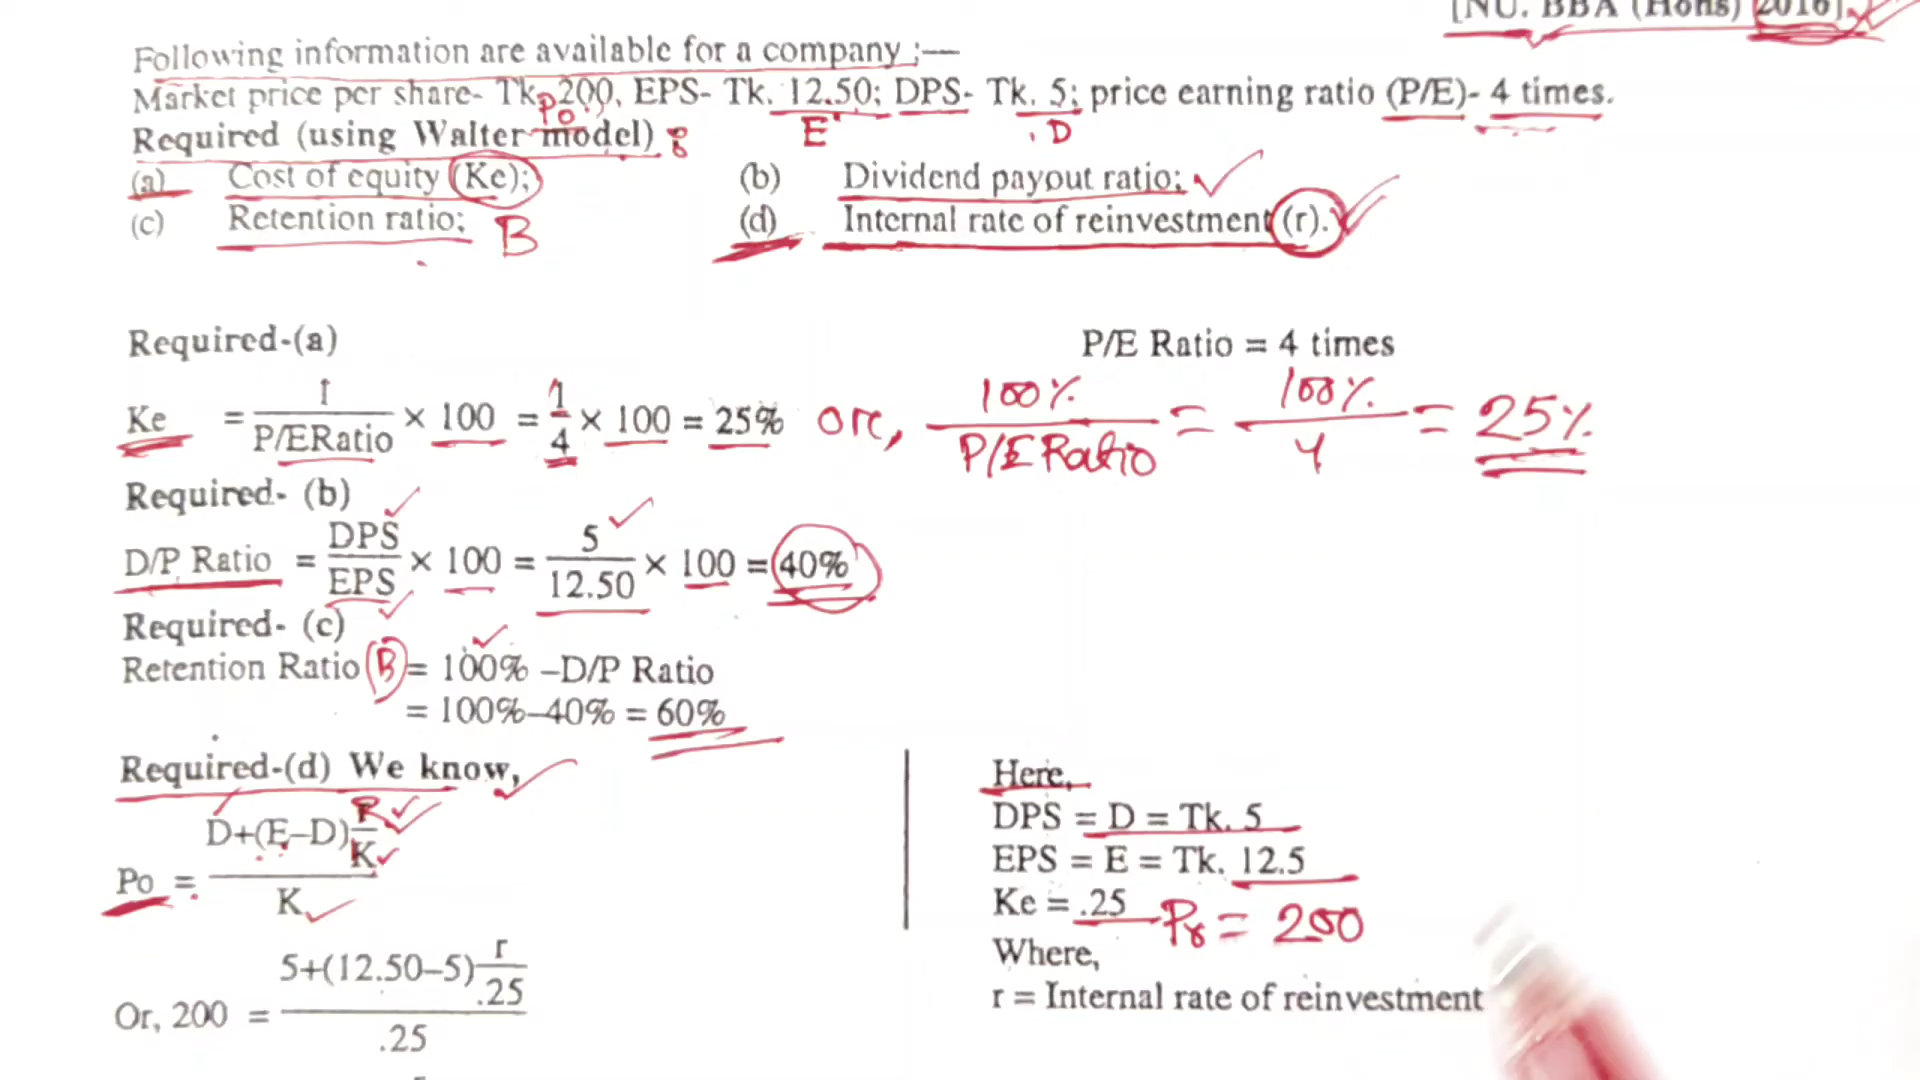 [NU. BBA (Hons) 2016]
Following information are available for a company :—
Market price per share- Tk. 200, EPS- Tk. 12.50; DPS- Tk. 5; price earning ratio (P/E)- 4 times.
Po E D
Required (using Walter model) :
(a) Cost of equity (Ke); (b) Dividend payout ratio;
(c) Retention ratio; B (d) Internal rate of reinvestment (r).
Required-(a) P/E Ratio = 4 times
Ke = 1 / P/ERatio × 100 = 1/4 × 100 = 25% or, 100% / P/E Ratio = 100% / 4 = 25%
Required- (b)
D/P Ratio = DPS / EPS × 100 = 5 / 12.50 × 100 = 40%
Required- (c)
Retention Ratio (B) = 100% –D/P Ratio
= 100%–40% = 60%
Required-(d) We know,
Po = D+(E–D) r/K / K
Or, 200 = 5+(12.50–5) r/.25 / .25
Here,
DPS = D = Tk. 5
EPS = E = Tk. 12.5
Ke = .25 Po = 200
Where,
r = Internal rate of reinvestment